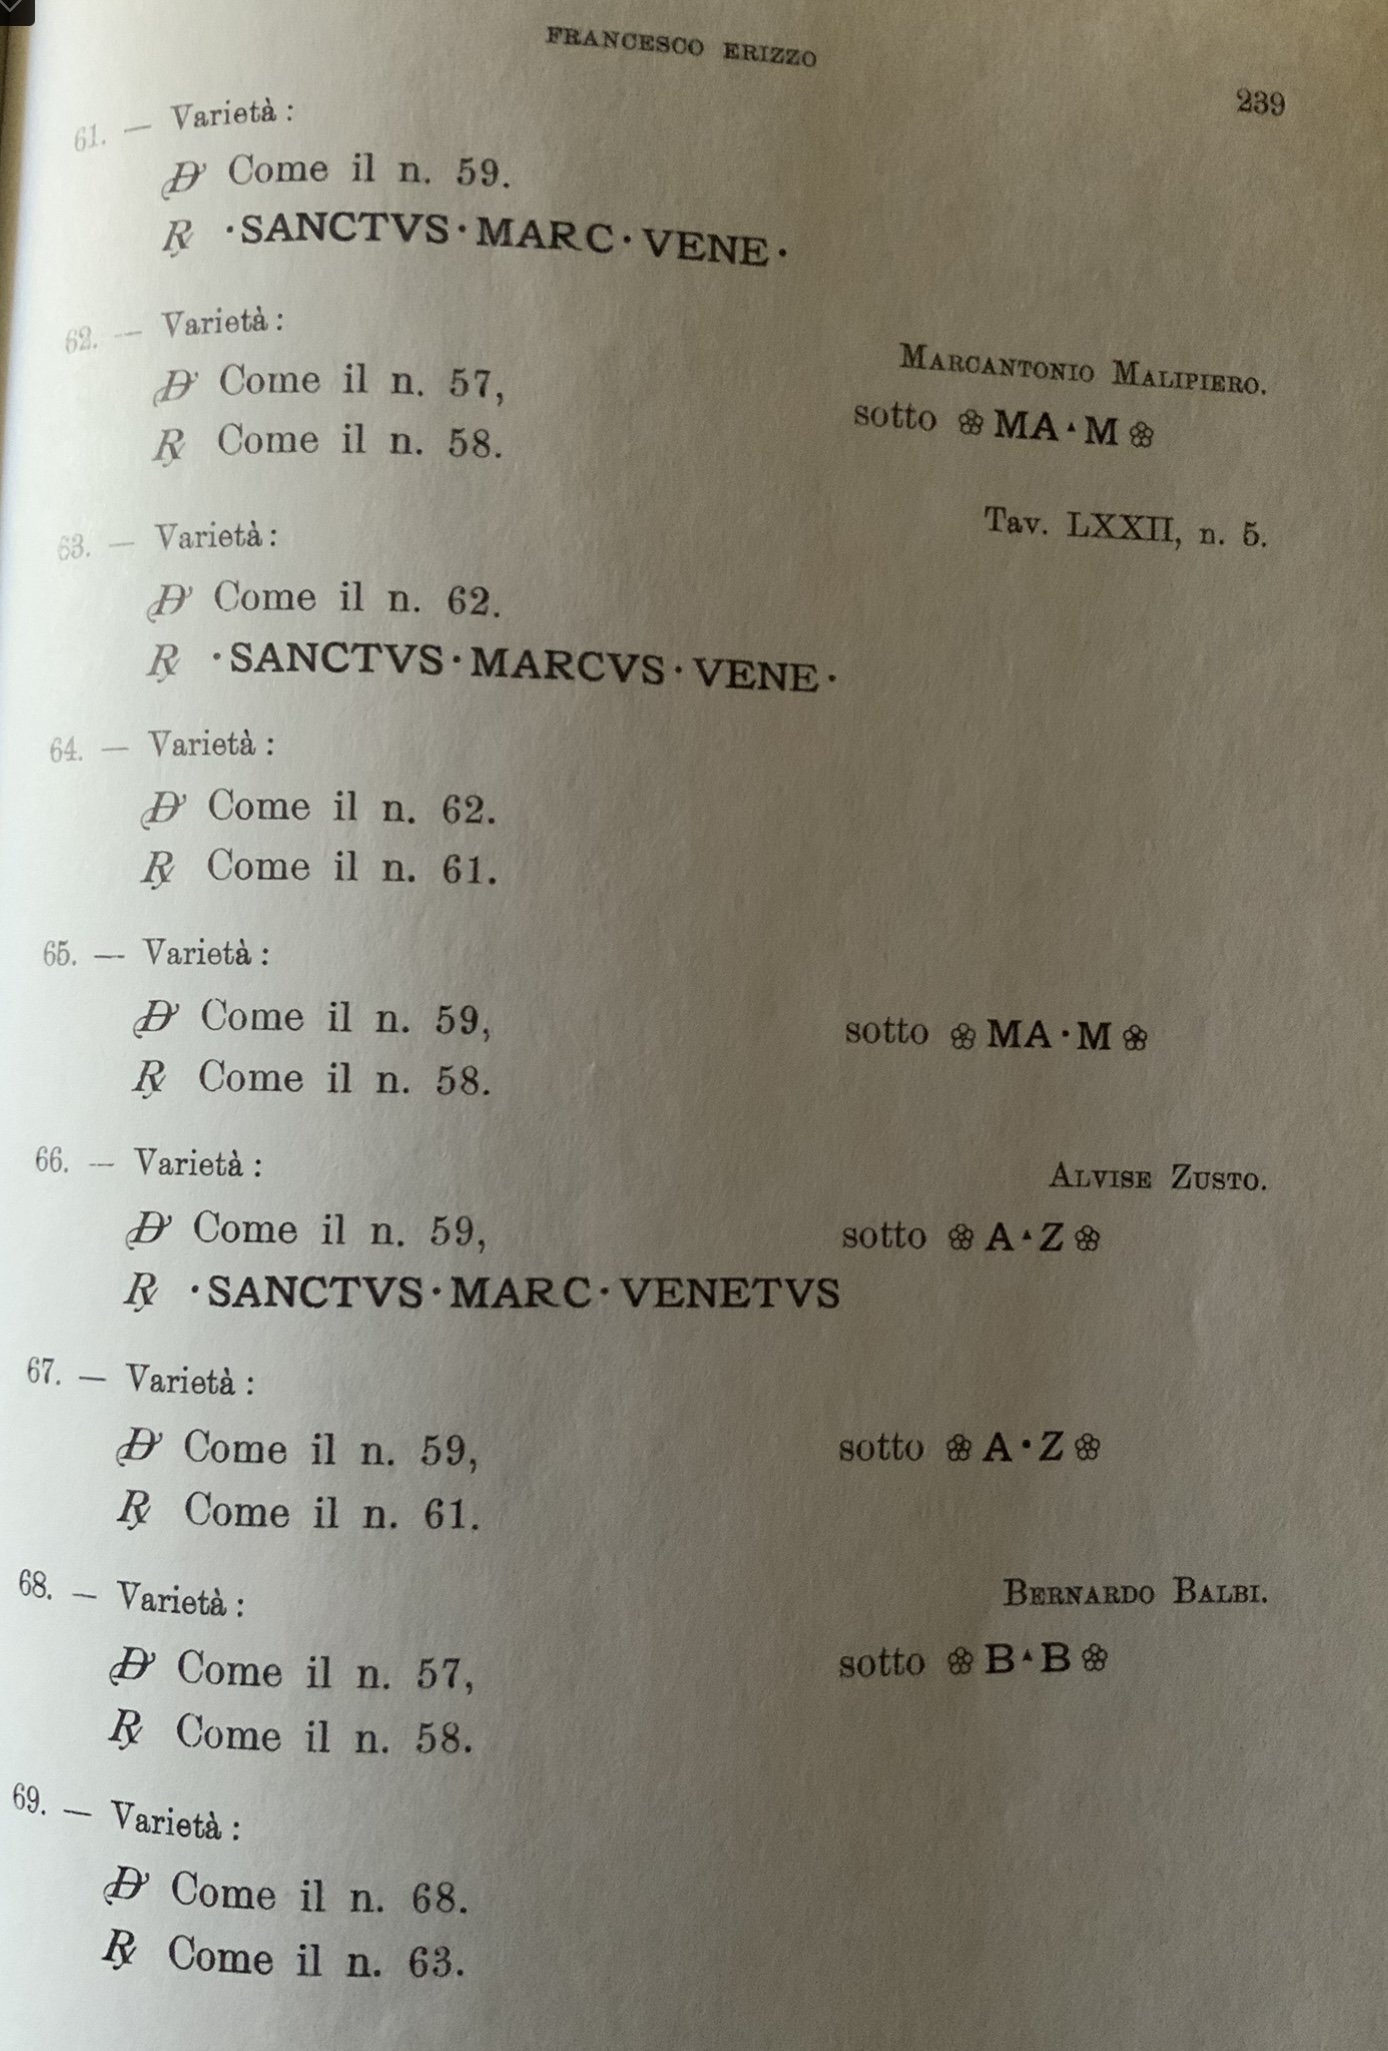 FRANCESCO ERIZZO
239
61. — Varietà :
D' Come il n. 59.
℞ ·SANCTVS·MARC·VENE·
62. — Varietà :
MARCANTONIO MALIPIERO.
D' Come il n. 57, sotto ❀ MA▴M ❀
℞ Come il n. 58.
Tav. LXXII, n. 5.
63. — Varietà :
D' Come il n. 62.
℞ ·SANCTVS·MARCVS·VENE·
64. — Varietà :
D' Come il n. 62.
℞ Come il n. 61.
65. — Varietà :
D' Come il n. 59, sotto ❀ MA·M ❀
℞ Come il n. 58.
66. — Varietà :
ALVISE ZUSTO.
D' Come il n. 59, sotto ❀ A▴Z ❀
℞ ·SANCTVS·MARC·VENETVS
67. — Varietà :
D' Come il n. 59, sotto ❀ A·Z ❀
℞ Come il n. 61.
68. — Varietà :
BERNARDO BALBI.
D' Come il n. 57, sotto ❀ B▴B ❀
℞ Come il n. 58.
69. — Varietà :
D' Come il n. 68.
℞ Come il n. 63.